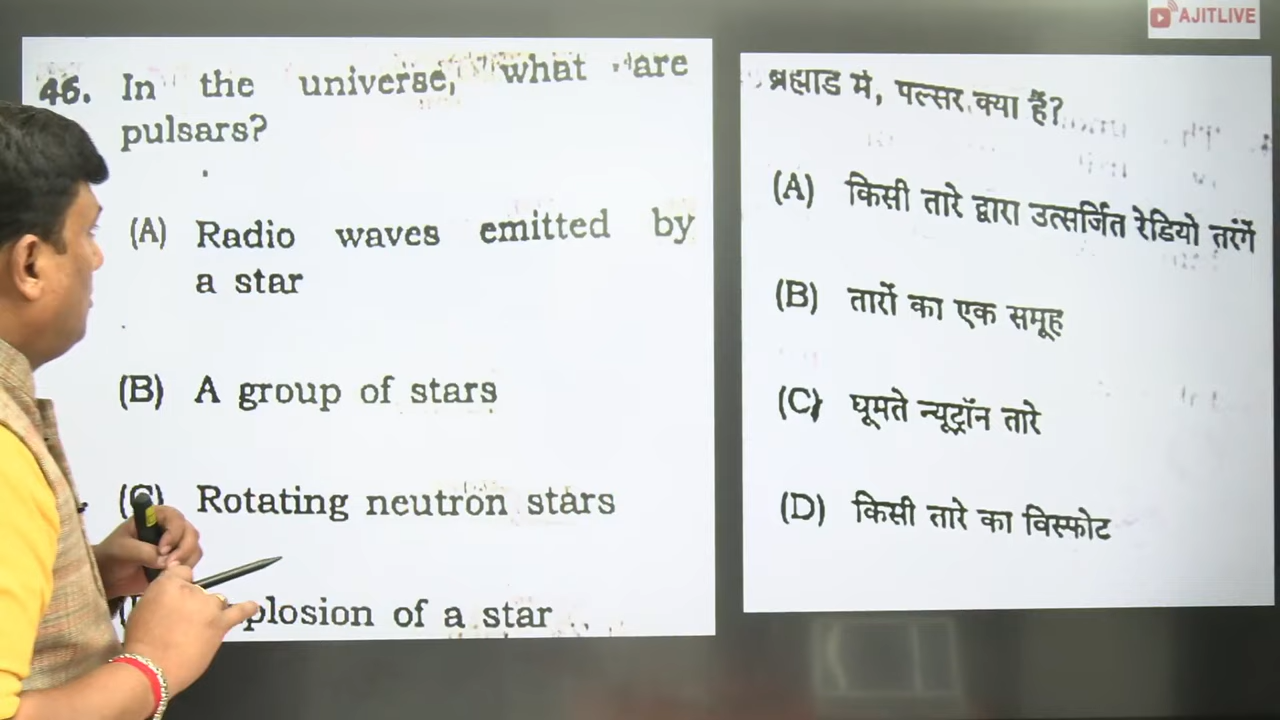 AJITLIVE
46. In the universe, what are
pulsars?
(A) Radio waves emitted by
a star
(B) A group of stars
(C) Rotating neutron stars
plosion of a star
ब्रह्माड में, पल्सर क्या हैं?
(A) किसी तारे द्वारा उत्सर्जित रेडियो तरंगें
(B) तारों का एक समूह
(C) घूमते न्यूट्रॉन तारे
(D) किसी तारे का विस्फोट